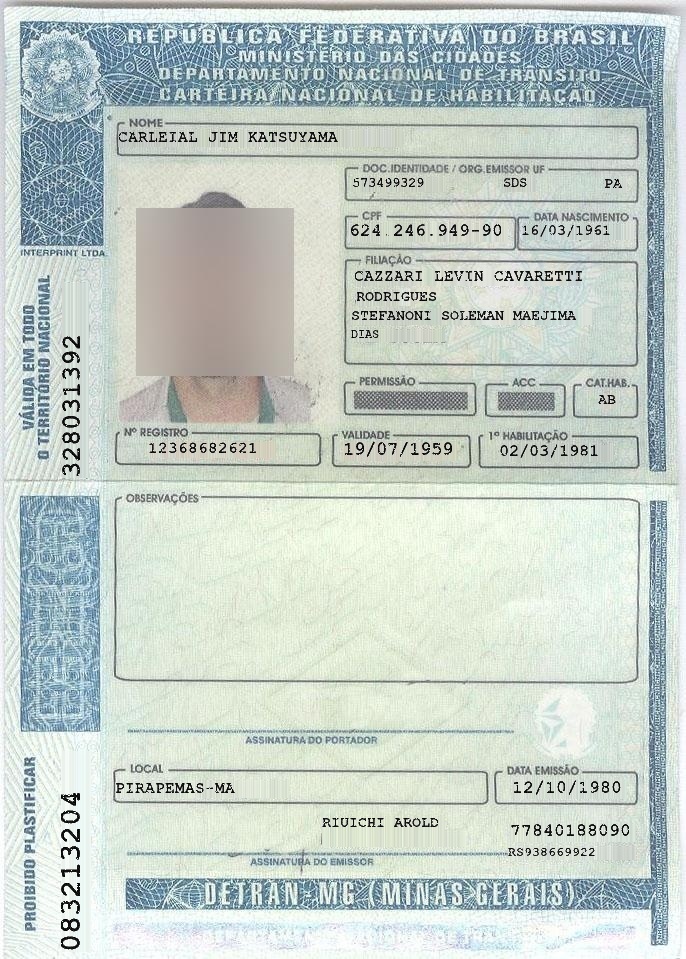 REPÚBLICA FEDERATIVA DO BRASIL
MINISTÉRIO DAS CIDADES
DEPARTAMENTO NACIONAL DE TRÂNSITO
CARTEIRA NACIONAL DE HABILITAÇÃO
NOME
CARLEIAL JIM KATSUYAMA
DOC.IDENTIDADE / ORG.EMISSOR UF
573499329 SDS PA
CPF
624.246.949-90
DATA NASCIMENTO
16/03/1961
FILIAÇÃO
CAZZARI LEVIN CAVARETTI
RODRIGUES
STEFANONI SOLEMAN MAEJIMA
DIAS
PERMISSÃO
ACC
CAT.HAB.
AB
Nº REGISTRO
12368682621
VALIDADE
19/07/1959
1ª HABILITAÇÃO
02/03/1981
INTERPRINT LTDA.
VÁLIDA EM TODO
O TERRITÓRIO NACIONAL
328031392
OBSERVAÇÕES
ASSINATURA DO PORTADOR
LOCAL
PIRAPEMAS-MA
DATA EMISSÃO
12/10/1980
RIUICHI AROLD
77840188090
RS938669922
ASSINATURA DO EMISSOR
PROIBIDO PLASTIFICAR
083213204
DETRAN-MG (MINAS GERAIS)